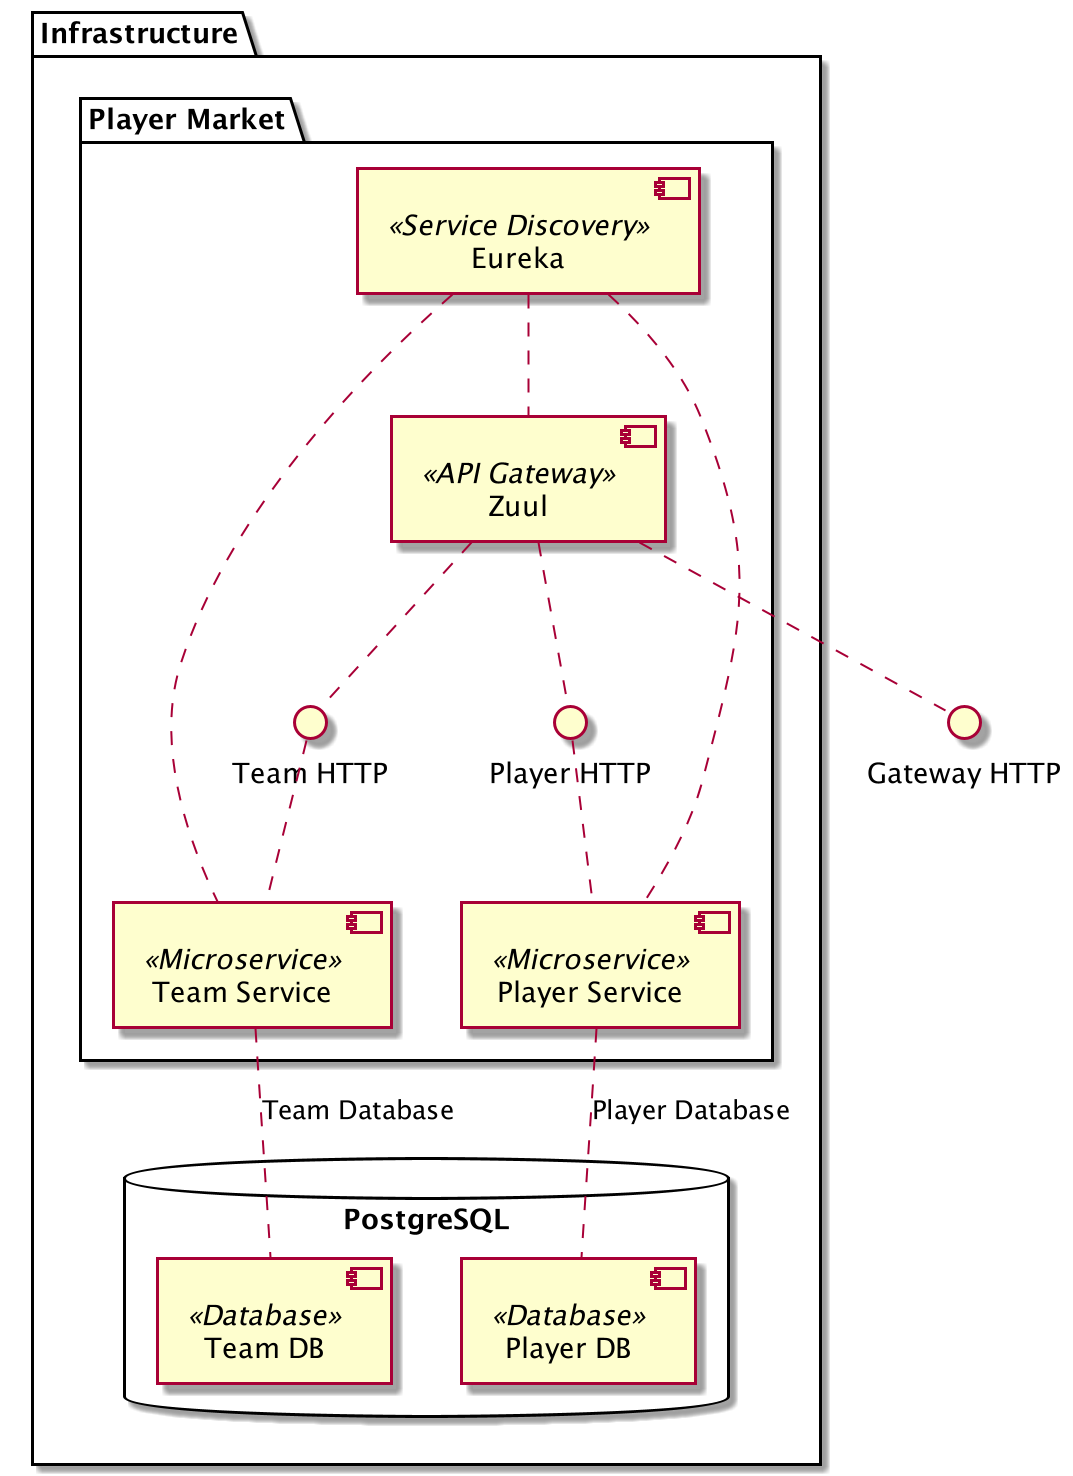 Infrastructure
Player Market
«Service Discovery»
Eureka
«API Gateway»
Zuul
Team HTTP
Player HTTP
Gateway HTTP
«Microservice»
Team Service
«Microservice»
Player Service
Team Database
Player Database
PostgreSQL
«Database»
Team DB
«Database»
Player DB